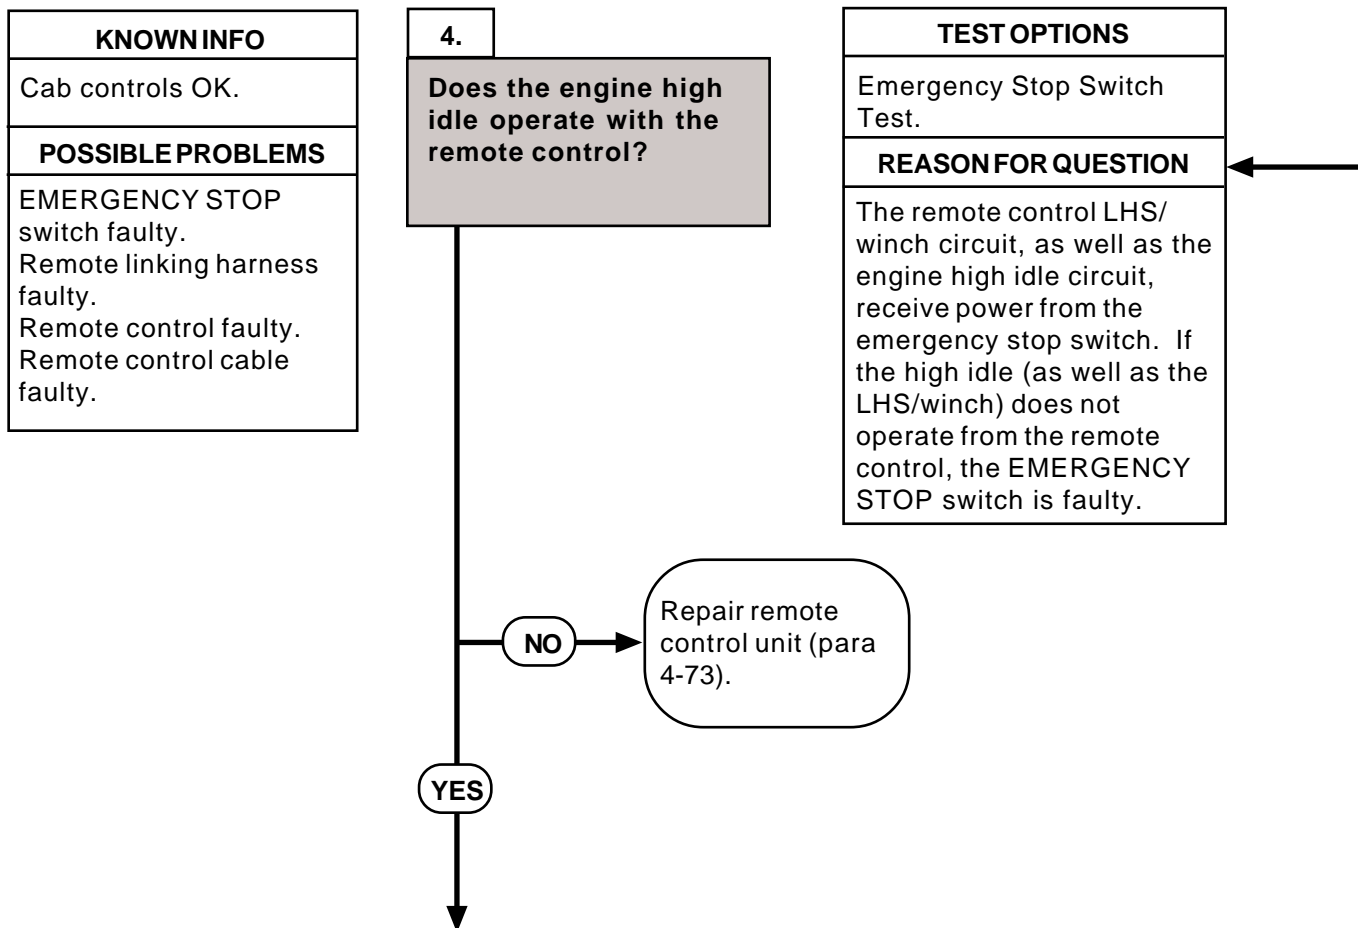 KNOWN INFO
Cab controls OK.
POSSIBLE PROBLEMS
EMERGENCY STOP
switch faulty.
Remote linking harness
faulty.
Remote control faulty.
Remote control cable
faulty.
4.
Does the engine high
idle operate with the
remote control?
TEST OPTIONS
Emergency Stop Switch
Test.
REASON FOR QUESTION
The remote control LHS/
winch circuit, as well as the
engine high idle circuit,
receive power from the
emergency stop switch. If
the high idle (as well as the
LHS/winch) does not
operate from the remote
control, the EMERGENCY
STOP switch is faulty.
NO
Repair remote
control unit (para
4-73).
YES